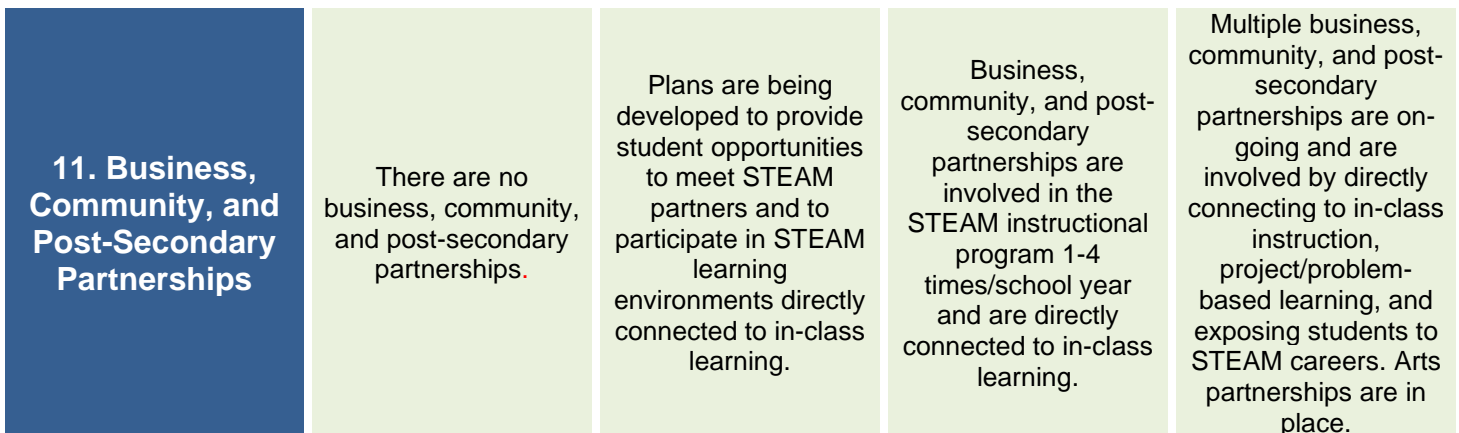 11. Business,
Community, and
Post-Secondary
Partnerships
There are no
business, community,
and post-secondary
partnerships.
Plans are being
developed to provide
student opportunities
to meet STEAM
partners and to
participate in STEAM
learning
environments directly
connected to in-class
learning.
Business,
community, and post-
secondary
partnerships are
involved in the
STEAM instructional
program 1-4
times/school year
and are directly
connected to in-class
learning.
Multiple business,
community, and post-
secondary
partnerships are on-
going and are
involved by directly
connecting to in-class
instruction,
project/problem-
based learning, and
exposing students to
STEAM careers. Arts
partnerships are in
place.